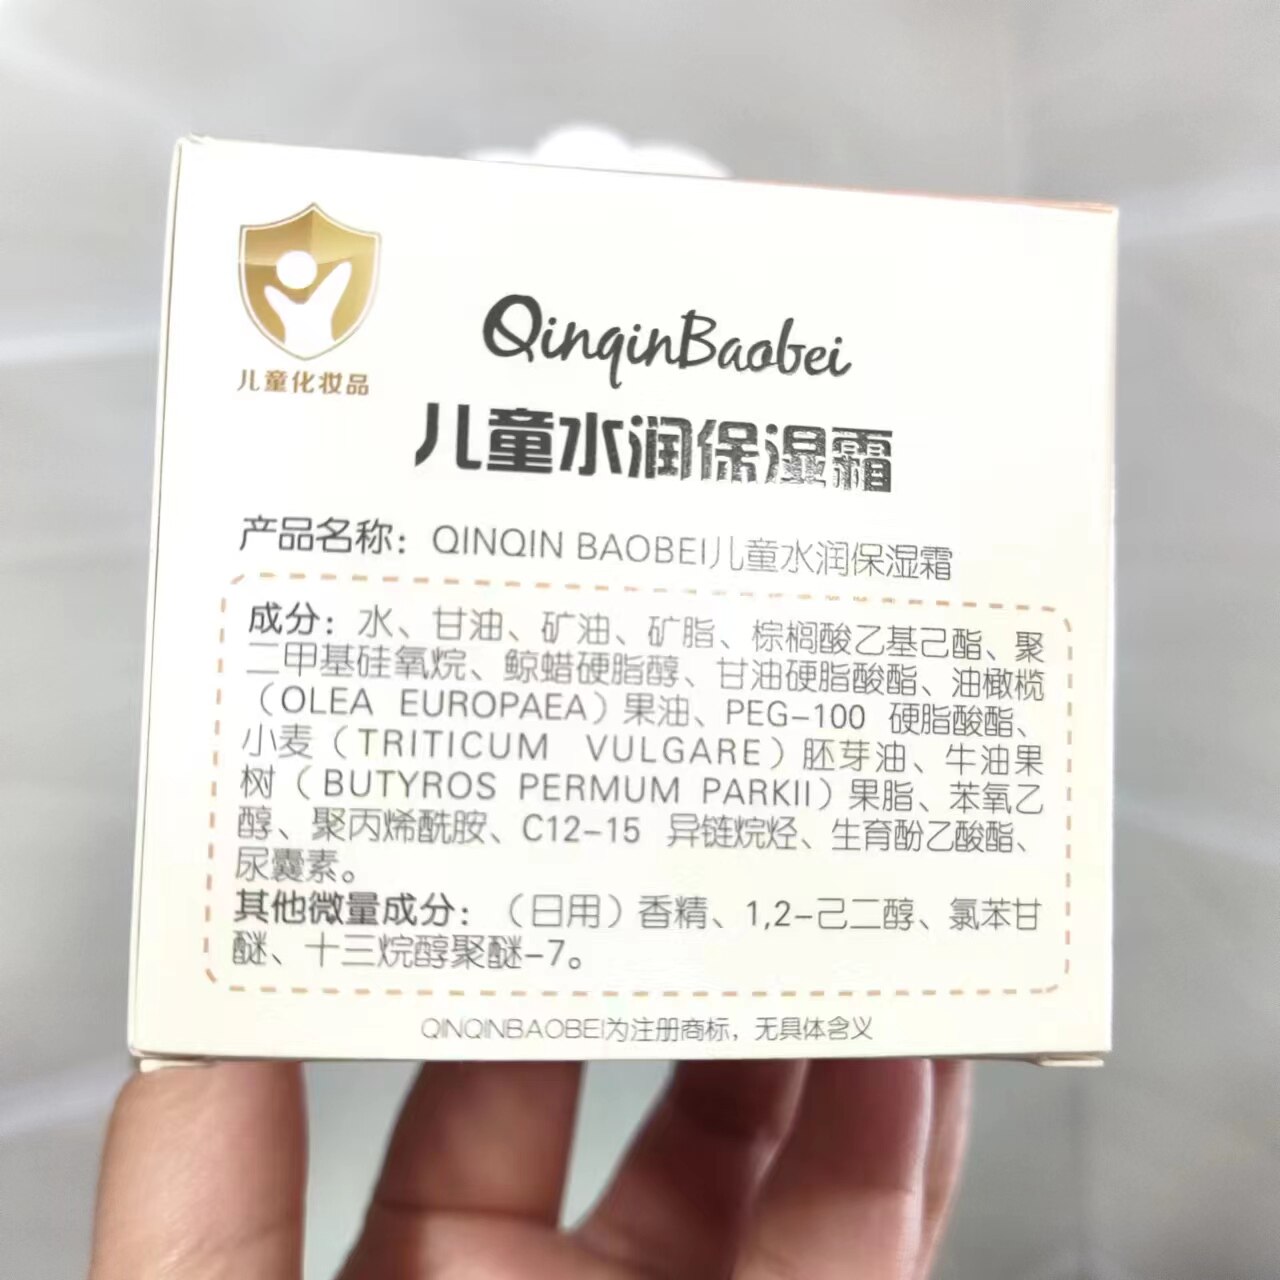 儿童化妆品
QinqinBaobei
儿童水润保湿霜
产品名称：QINQIN BAOBEI儿童水润保湿霜
成分：水、甘油、矿油、矿脂、棕榈酸乙基己酯、聚
二甲基硅氧烷、鲸蜡硬脂醇、甘油硬脂酸酯、油橄榄
（OLEA EUROPAEA）果油、PEG-100 硬脂酸酯、
小麦（TRITICUM VULGARE）胚芽油、牛油果
树（BUTYROS PERMUM PARKII）果脂、苯氧乙
醇、聚丙烯酰胺、C12-15 异链烷烃、生育酚乙酸酯、
尿囊素。
其他微量成分：（日用）香精、1,2-己二醇、氯苯甘
醚、十三烷醇聚醚-7。
QINQINBAOBEI为注册商标，无具体含义